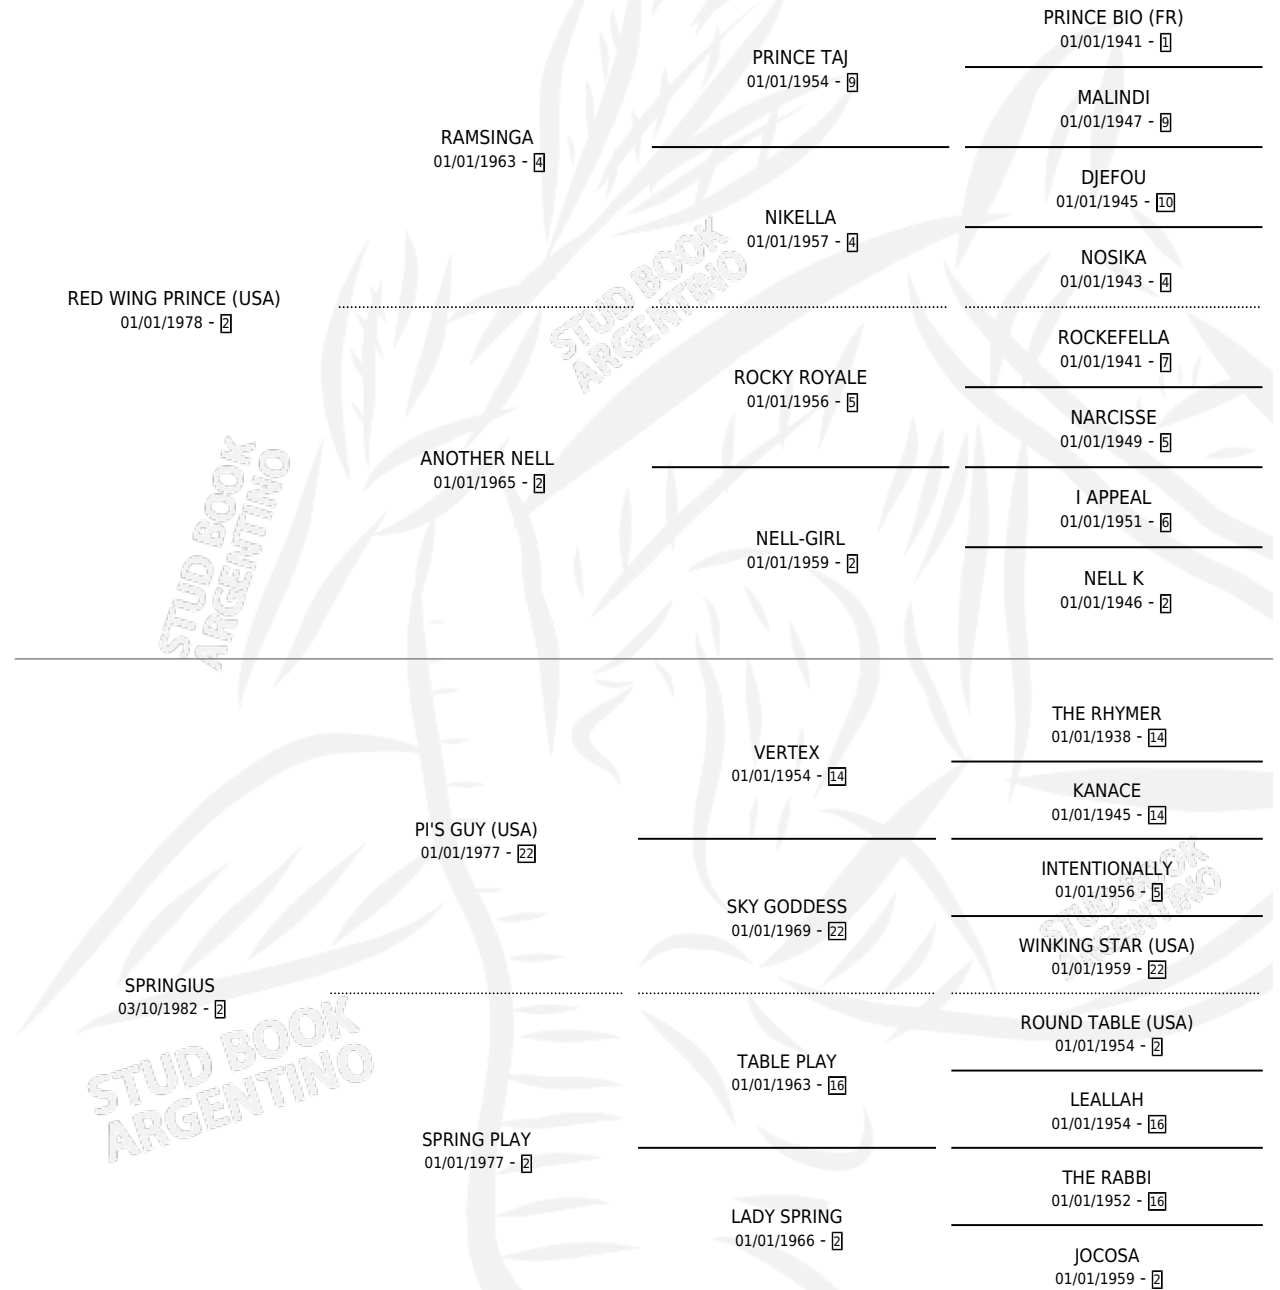 PRINCE BIO (FR)
01/01/1941 - 1
PRINCE TAJ
01/01/1954 - 9
MALINDI
01/01/1947 - 9
RAMSINGA
01/01/1963 - 4
DJEFOU
01/01/1945 - 10
NIKELLA
01/01/1957 - 4
NOSIKA
01/01/1943 - 4
RED WING PRINCE (USA)
01/01/1978 - 2
ROCKEFELLA
01/01/1941 - 7
ROCKY ROYALE
01/01/1956 - 5
NARCISSE
01/01/1949 - 5
ANOTHER NELL
01/01/1965 - 2
I APPEAL
01/01/1951 - 6
NELL-GIRL
01/01/1959 - 2
NELL K
01/01/1946 - 2
THE RHYMER
01/01/1938 - 14
VERTEX
01/01/1954 - 14
KANACE
01/01/1945 - 14
PI'S GUY (USA)
01/01/1977 - 22
INTENTIONALLY
01/01/1956 - 5
SKY GODDESS
01/01/1969 - 22
WINKING STAR (USA)
01/01/1959 - 22
SPRINGIUS
03/10/1982 - 2
ROUND TABLE (USA)
01/01/1954 - 2
TABLE PLAY
01/01/1963 - 16
LEALLAH
01/01/1954 - 16
SPRING PLAY
01/01/1977 - 2
THE RABBI
01/01/1952 - 16
LADY SPRING
01/01/1966 - 2
JOCOSA
01/01/1959 - 2
STUD BOOK
ARGENTINO
STUD BOOK
ARGENTINO
STUD BOOK
ARGENTINO
STUD BOOK
ARGENTINO